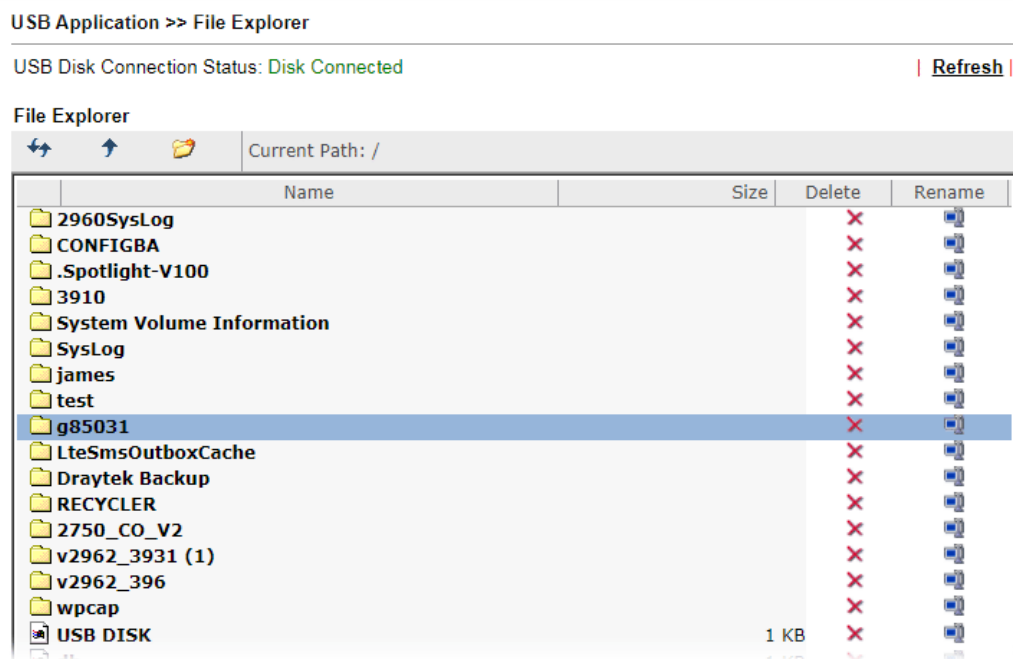 USB Application >> File Explorer
USB Disk Connection Status: Disk Connected | Refresh |
File Explorer
Current Path: /
Name Size Delete Rename
2960SysLog
CONFIGBA
.Spotlight-V100
3910
System Volume Information
SysLog
james
test
g85031
LteSmsOutboxCache
Draytek Backup
RECYCLER
2750_CO_V2
v2962_3931 (1)
v2962_396
wpcap
USB DISK 1 KB